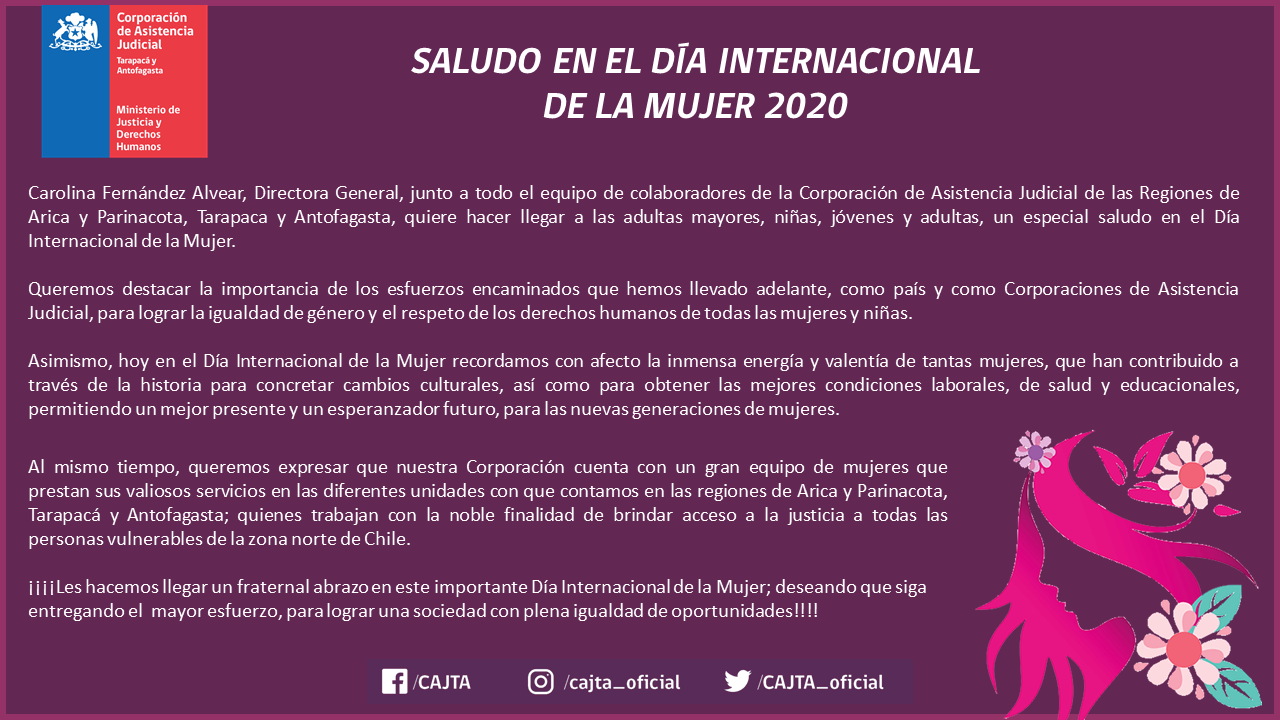 Corporación
de Asistencia
Judicial
Tarapacá y
Antofagasta
Ministerio de
Justicia y
Derechos
Humanos
SALUDO EN EL DÍA INTERNACIONAL
DE LA MUJER 2020
Carolina Fernández Alvear, Directora General, junto a todo el equipo de colaboradores de la Corporación de Asistencia Judicial de las Regiones de
Arica y Parinacota, Tarapaca y Antofagasta, quiere hacer llegar a las adultas mayores, niñas, jóvenes y adultas, un especial saludo en el Día
Internacional de la Mujer.
Queremos destacar la importancia de los esfuerzos encaminados que hemos llevado adelante, como país y como Corporaciones de Asistencia
Judicial, para lograr la igualdad de género y el respeto de los derechos humanos de todas las mujeres y niñas.
Asimismo, hoy en el Día Internacional de la Mujer recordamos con afecto la inmensa energía y valentía de tantas mujeres, que han contribuido a
través de la historia para concretar cambios culturales, así como para obtener las mejores condiciones laborales, de salud y educacionales,
permitiendo un mejor presente y un esperanzador futuro, para las nuevas generaciones de mujeres.
Al mismo tiempo, queremos expresar que nuestra Corporación cuenta con un gran equipo de mujeres que
prestan sus valiosos servicios en las diferentes unidades con que contamos en las regiones de Arica y Parinacota,
Tarapacá y Antofagasta; quienes trabajan con la noble finalidad de brindar acceso a la justicia a todas las
personas vulnerables de la zona norte de Chile.
¡¡¡¡Les hacemos llegar un fraternal abrazo en este importante Día Internacional de la Mujer; deseando que siga
entregando el  mayor esfuerzo, para lograr una sociedad con plena igualdad de oportunidades!!!!
/CAJTA /cajta_oficial /CAJTA_oficial